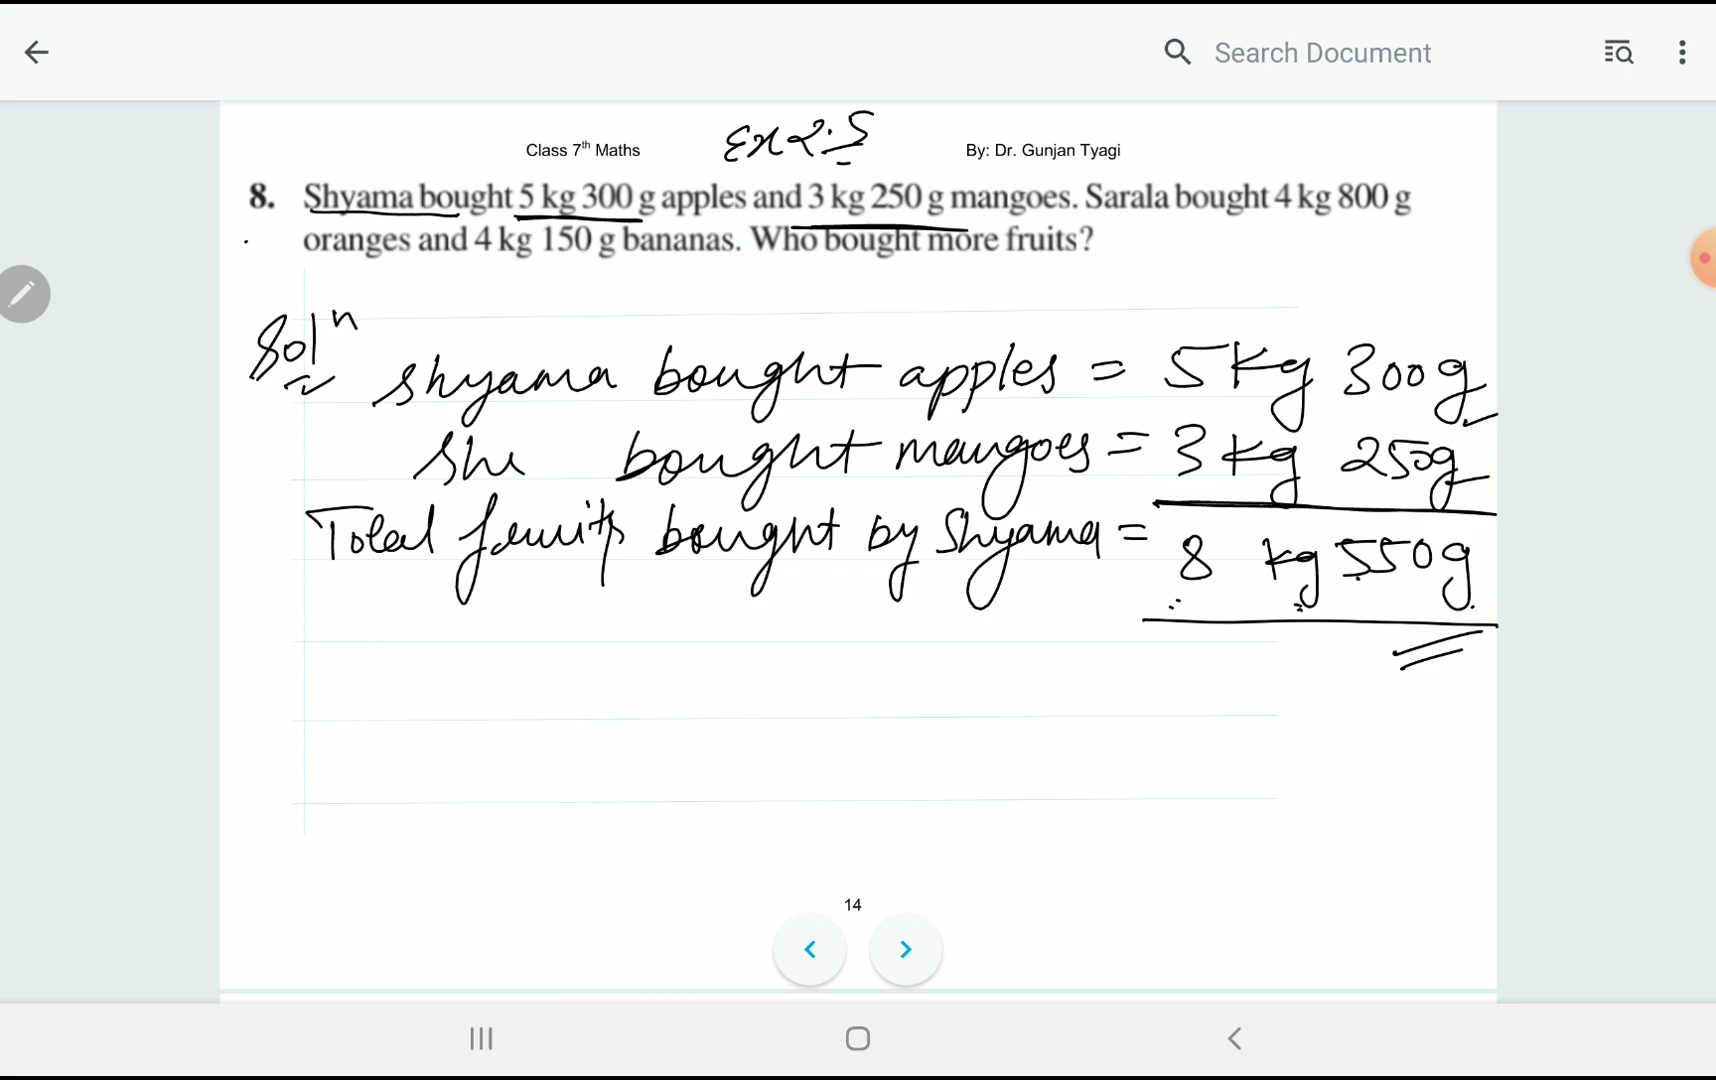 Search Document
Class 7th Maths
Ex 2.5
By: Dr. Gunjan Tyagi
8. Shyama bought 5 kg 300 g apples and 3 kg 250 g mangoes. Sarala bought 4 kg 800 g
oranges and 4 kg 150 g bananas. Who bought more fruits?
Solⁿ
Shyama bought apples = 5 kg 300g
She bought mangoes = 3 kg 250g
Total fruits bought by Shyama = 8 kg 550g
14